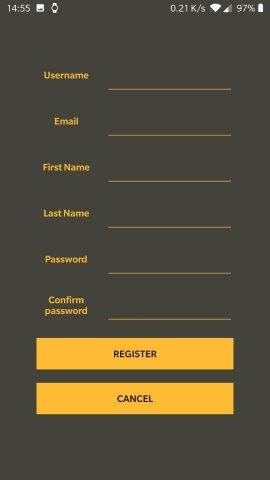 14:55 0.21 K/s 97%
Username
Email
First Name
Last Name
Password
Confirm
password
REGISTER
CANCEL